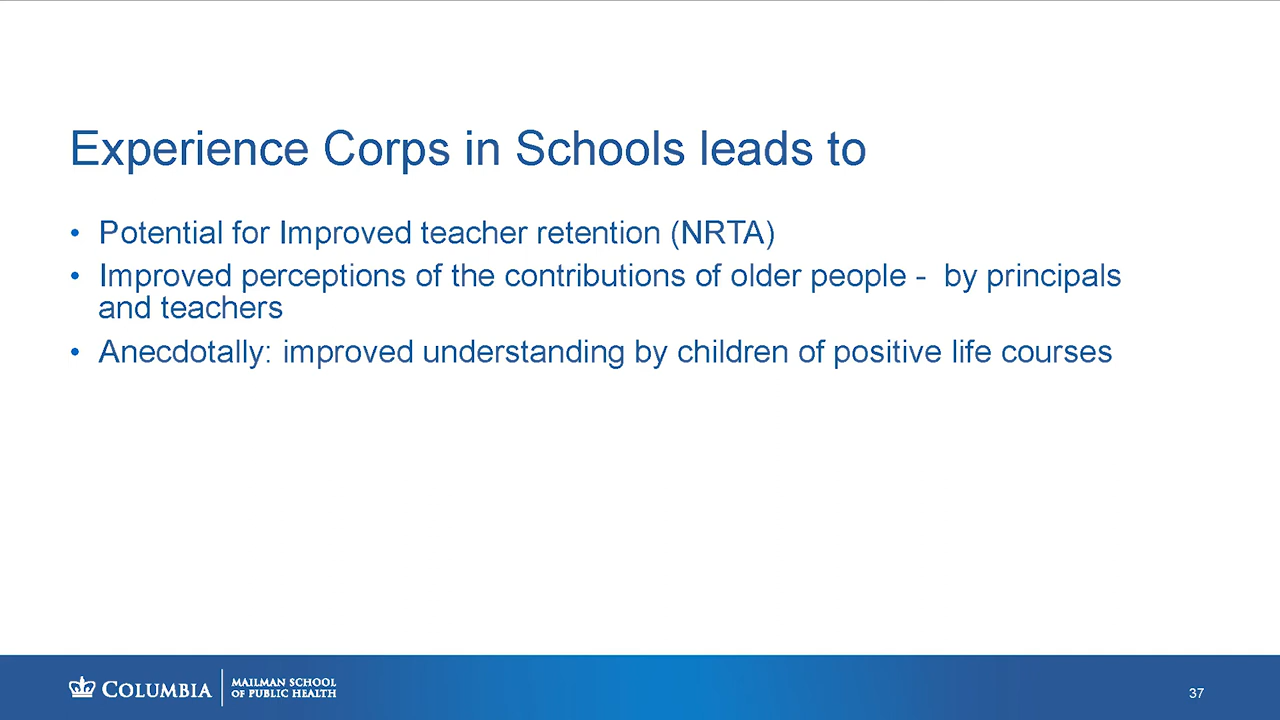 Experience Corps in Schools leads to
• Potential for Improved teacher retention (NRTA)
• Improved perceptions of the contributions of older people -  by principals
and teachers
• Anecdotally: improved understanding by children of positive life courses
COLUMBIA
MAILMAN SCHOOL
OF PUBLIC HEALTH
37